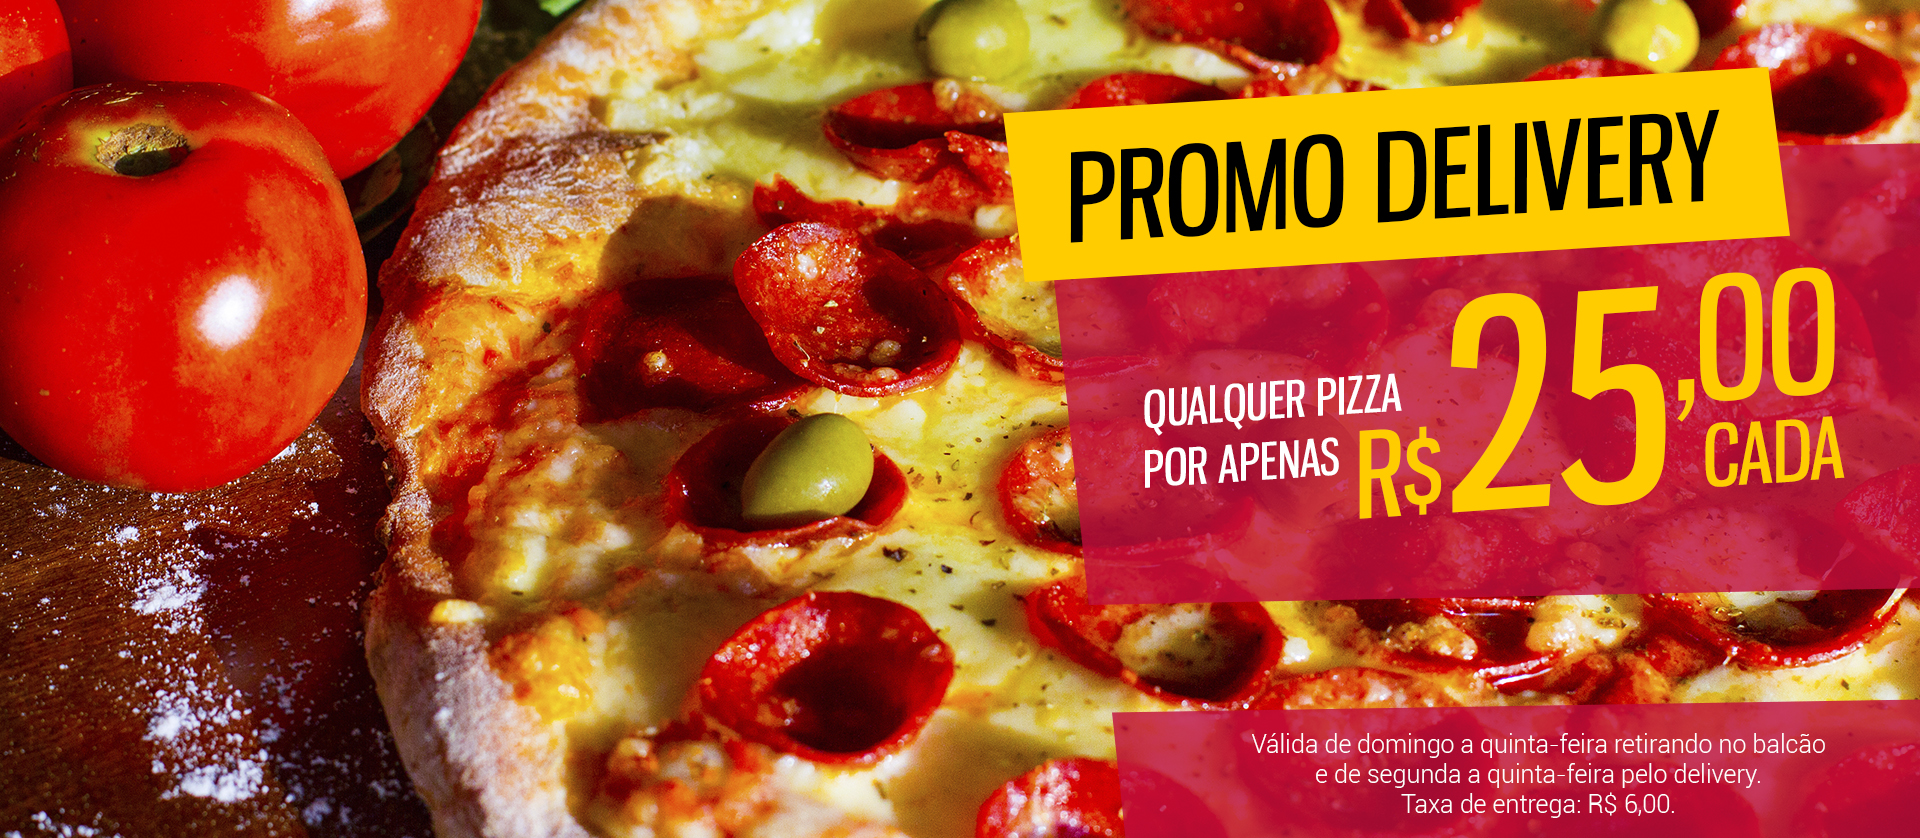 PROMO DELIVERY
QUALQUER PIZZA
POR APENAS R$ 25,00
CADA
Válida de domingo a quinta-feira retirando no balcão
e de segunda a quinta-feira pelo delivery.
Taxa de entrega: R$ 6,00.